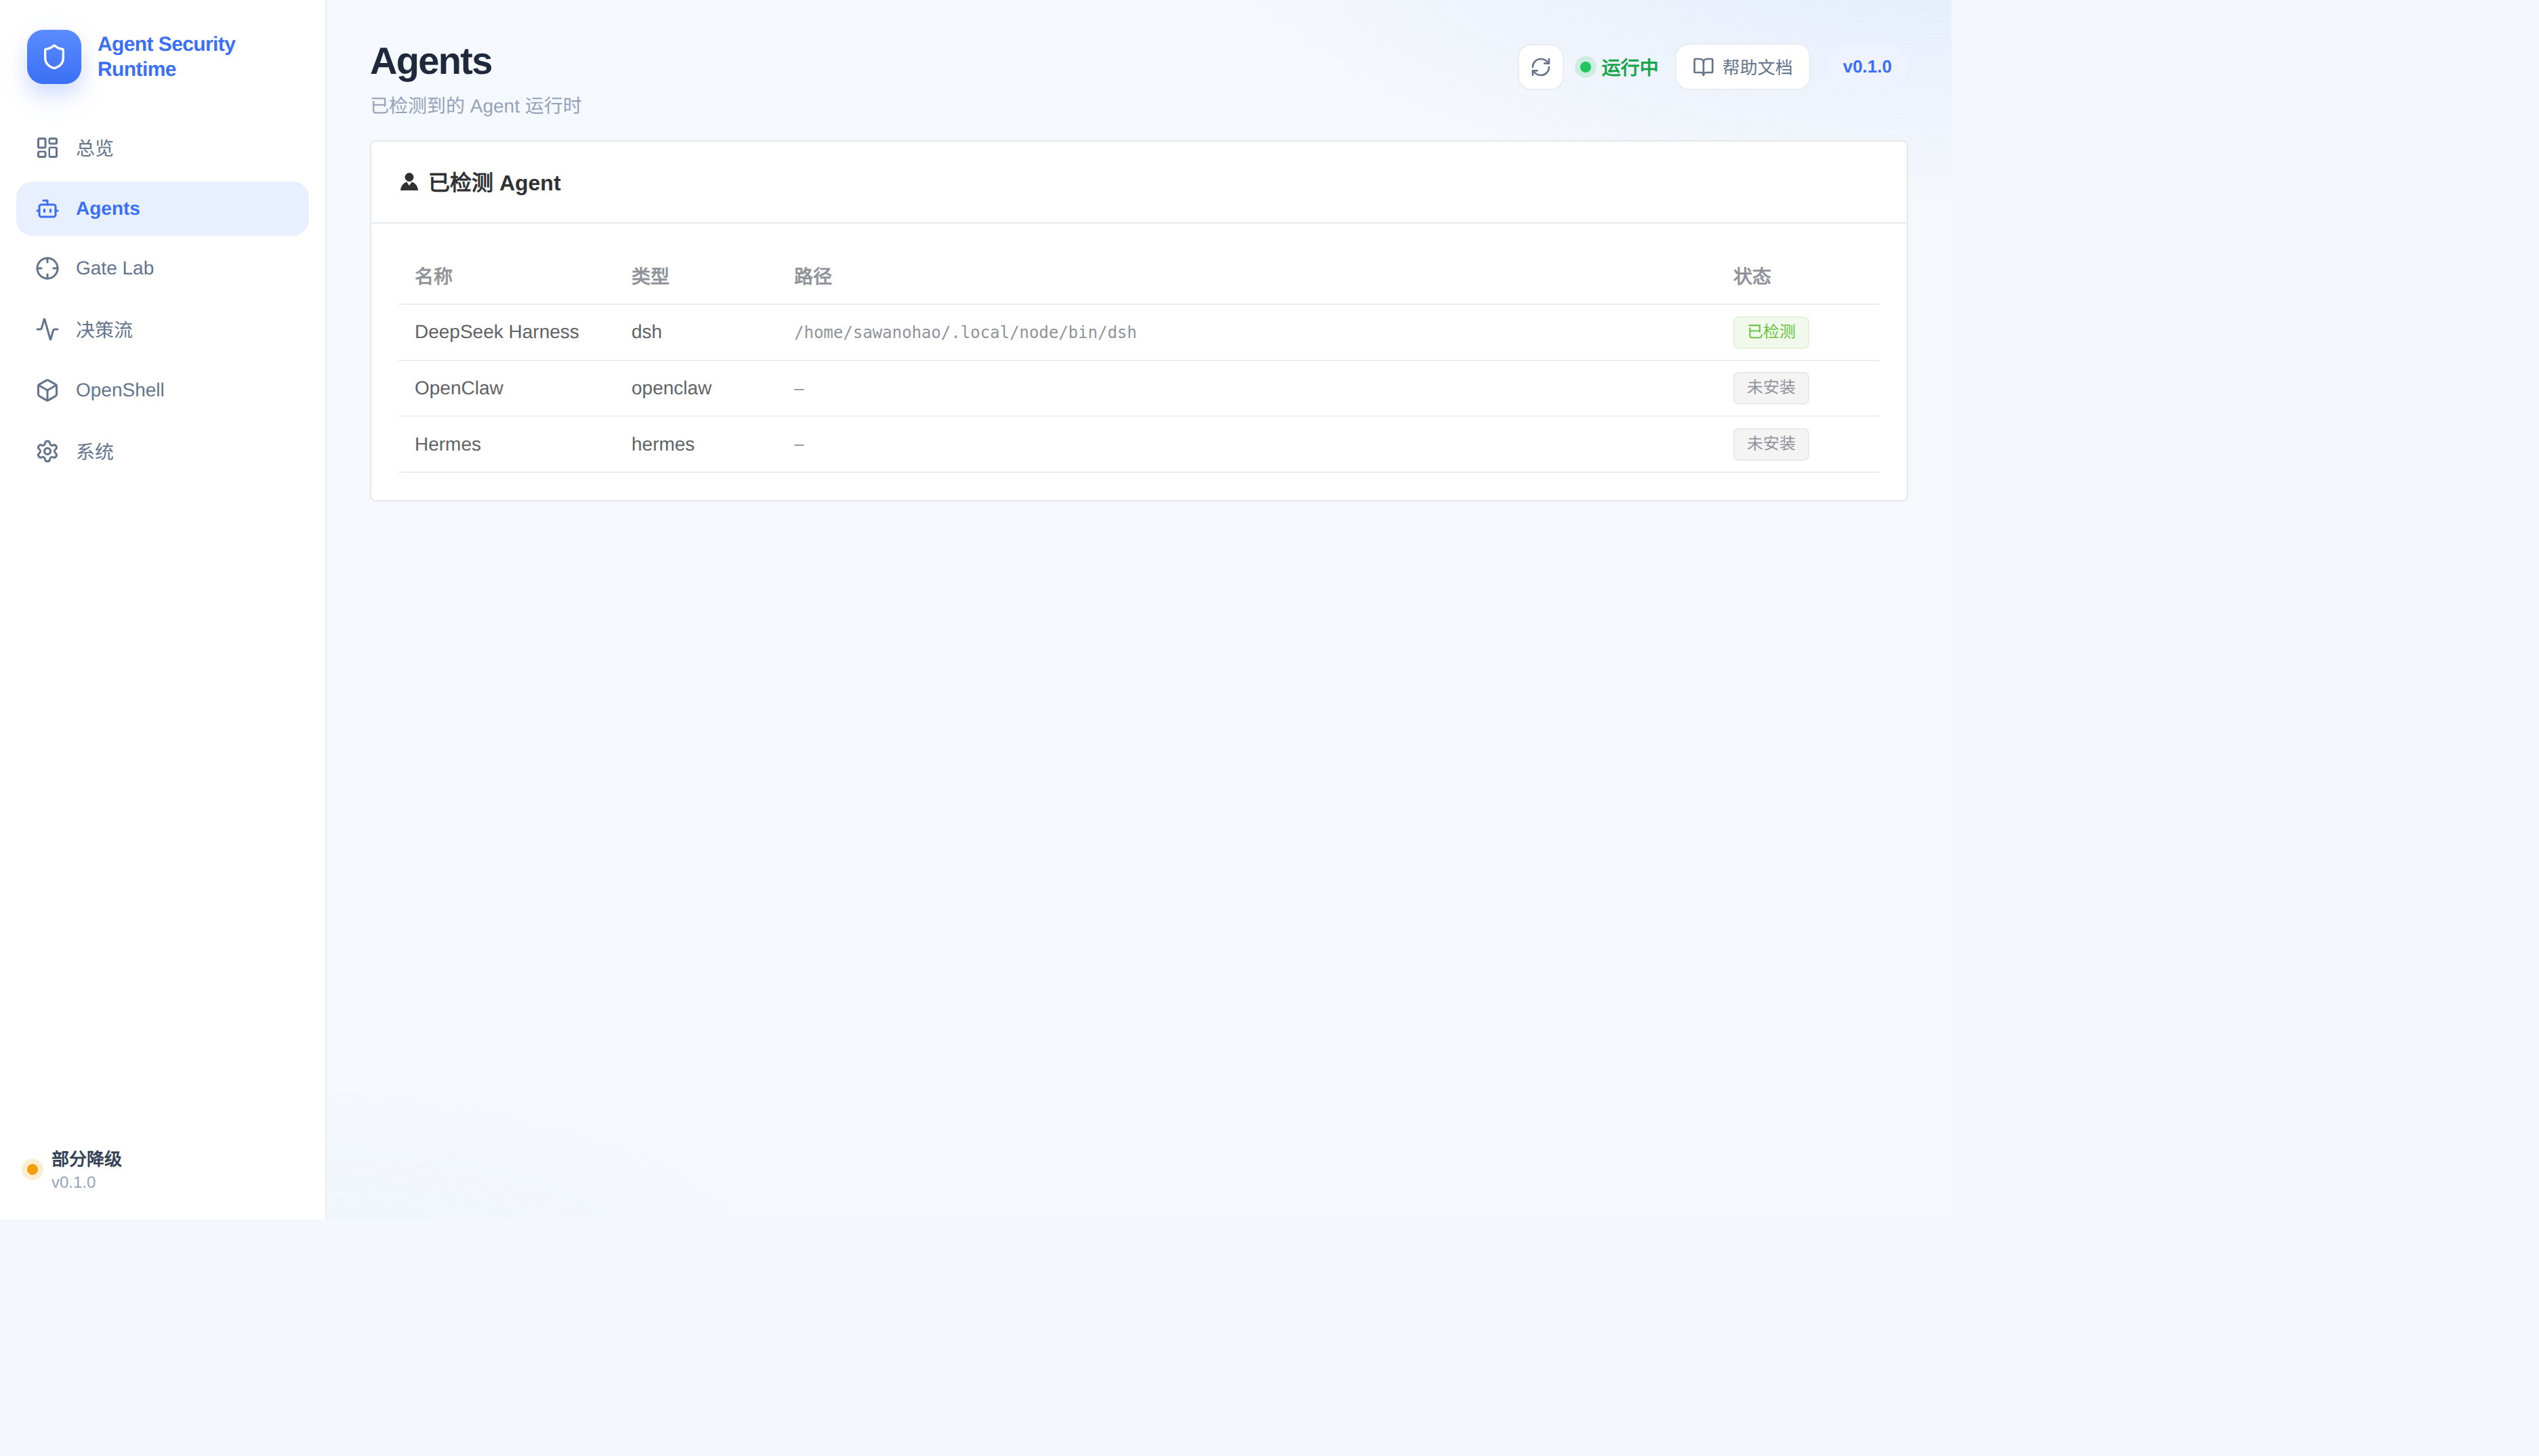 Agent Security
Runtime
总览
Agents
Gate Lab
决策流
OpenShell
系统
部分降级
v0.1.0
Agents
已检测到的 Agent 运行时
运行中
帮助文档
v0.1.0
已检测 Agent
名称 类型 路径 状态
DeepSeek Harness dsh /home/sawanohao/.local/node/bin/dsh 已检测
OpenClaw openclaw – 未安装
Hermes hermes – 未安装